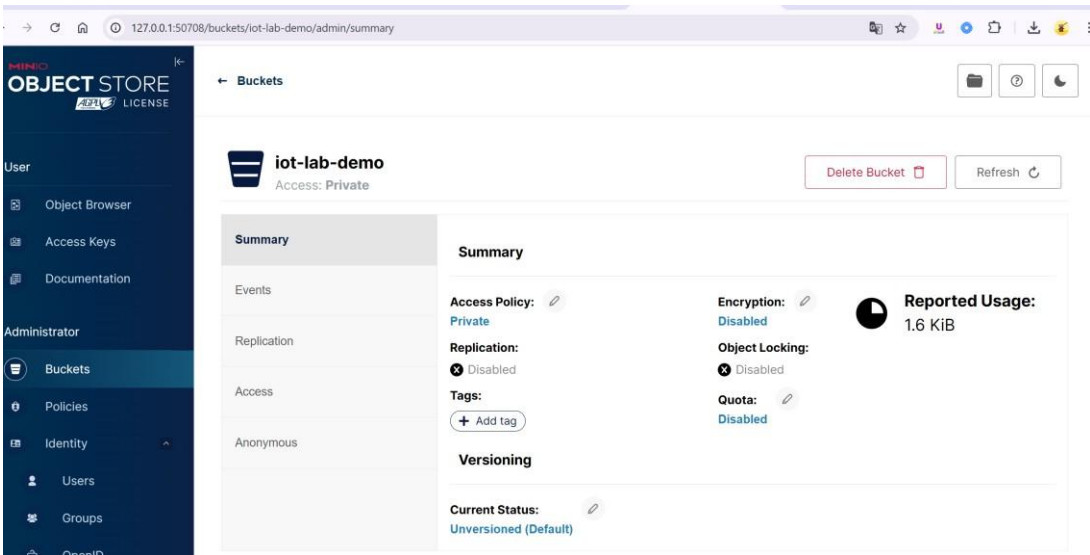 127.0.0.1:50708/buckets/iot-lab-demo/admin/summary
MINIO
OBJECT STORE
AGPLV3 LICENSE
User
Object Browser
Access Keys
Documentation
Administrator
Buckets
Policies
Identity
Users
Groups
OpenID
← Buckets
iot-lab-demo
Access: Private
Delete Bucket
Refresh
Summary
Events
Replication
Access
Anonymous
Summary
Access Policy:
Private
Replication:
Disabled
Tags:
+ Add tag
Encryption:
Disabled
Object Locking:
Disabled
Quota:
Disabled
Reported Usage:
1.6 KiB
Versioning
Current Status:
Unversioned (Default)